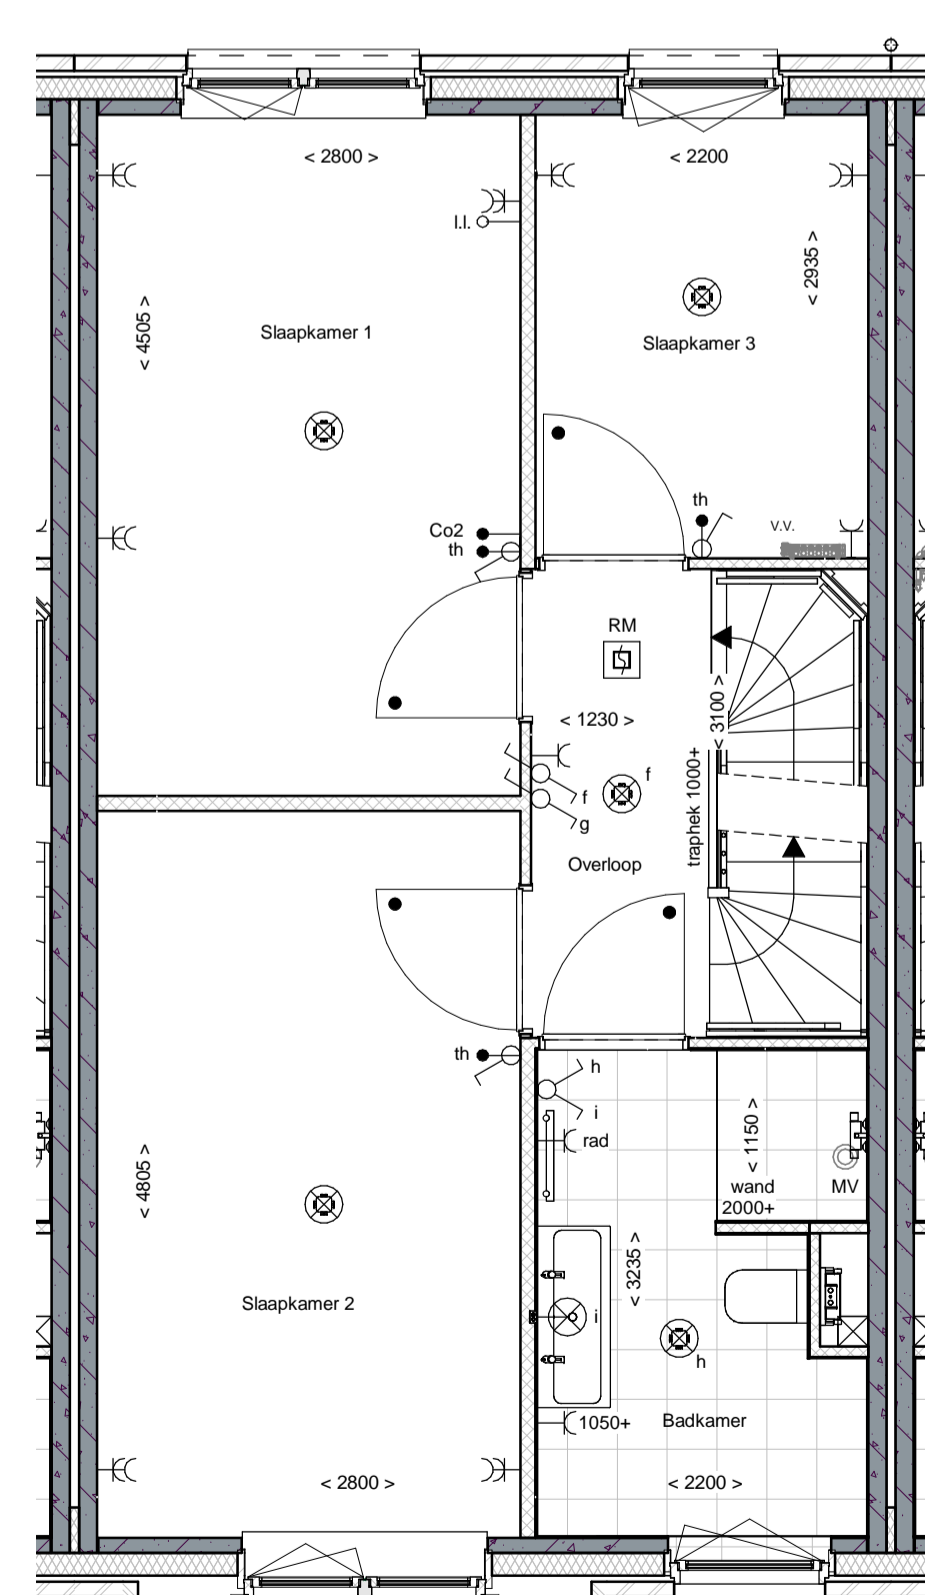 < 2800 >
< 2200
I.I.
< 2935 >
< 4505 >
Slaapkamer 1
Slaapkamer 3
th
V.V.
Co2
th
RM
< 1230 >
< 3100 >
f
f
g
traphek 1000+
Overloop
th
h
i
rad
< 1150 >
< 4805 >
wand
2000+
MV
< 3235 >
Slaapkamer 2
i
h
1050+
Badkamer
< 2800 >
< 2200 >